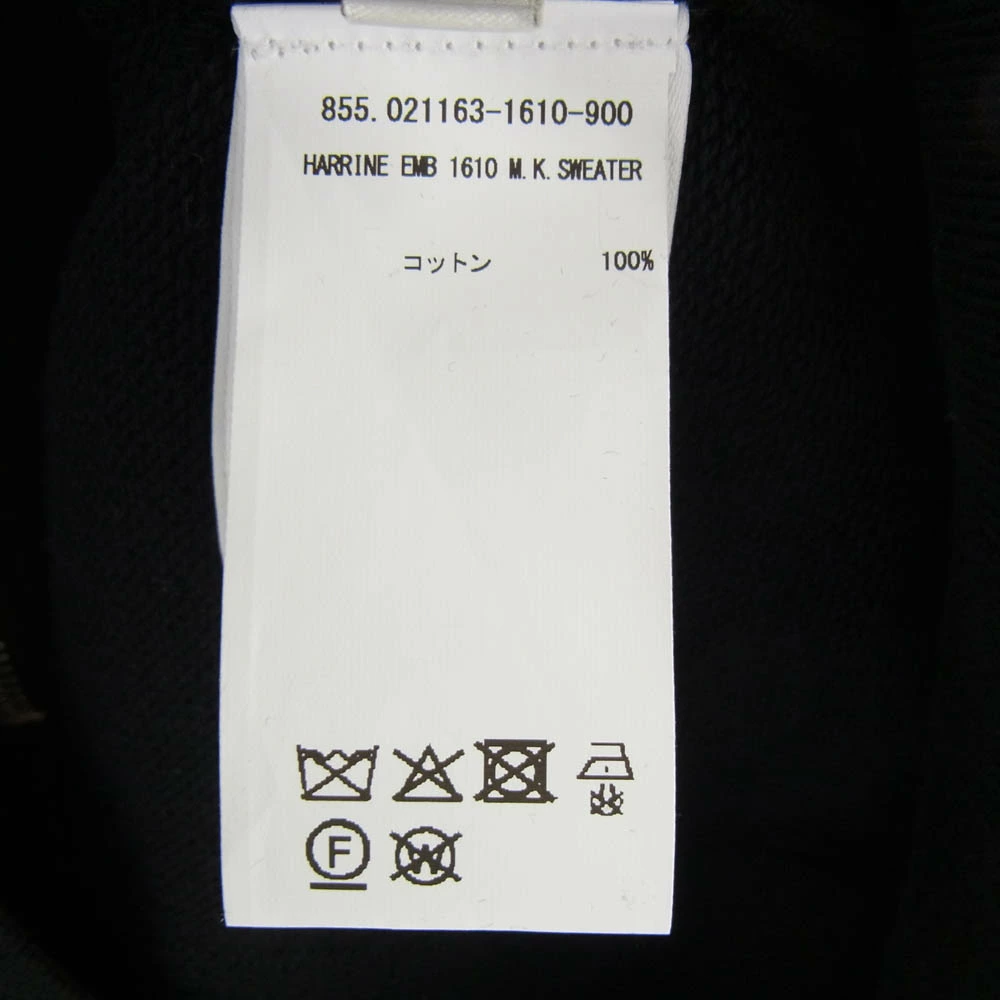 855.021163-1610-900
HARRINE EMB 1610 M.K.SWEATER
コットン 100%
F
W